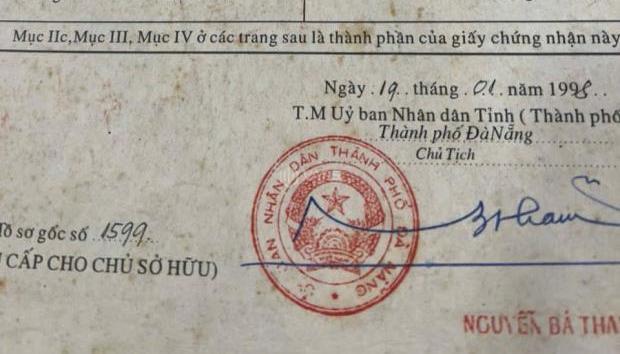 Mục IIc, Mục III, Mục IV ở các trang sau là thành phần của giấy chứng nhận này
Ngày . 19 . tháng . 01 . năm 1998 . .
T.M Uỷ ban Nhân dân Tỉnh ( Thành phố
Thành phố Đà Nẵng
Chủ Tịch
ỦY BAN NHÂN DÂN THÀNH PHỐ ĐÀ NẴNG
sơ gốc số 1599.
CẤP CHO CHỦ SỞ HỮU)
NGUYỄN BÁ THA